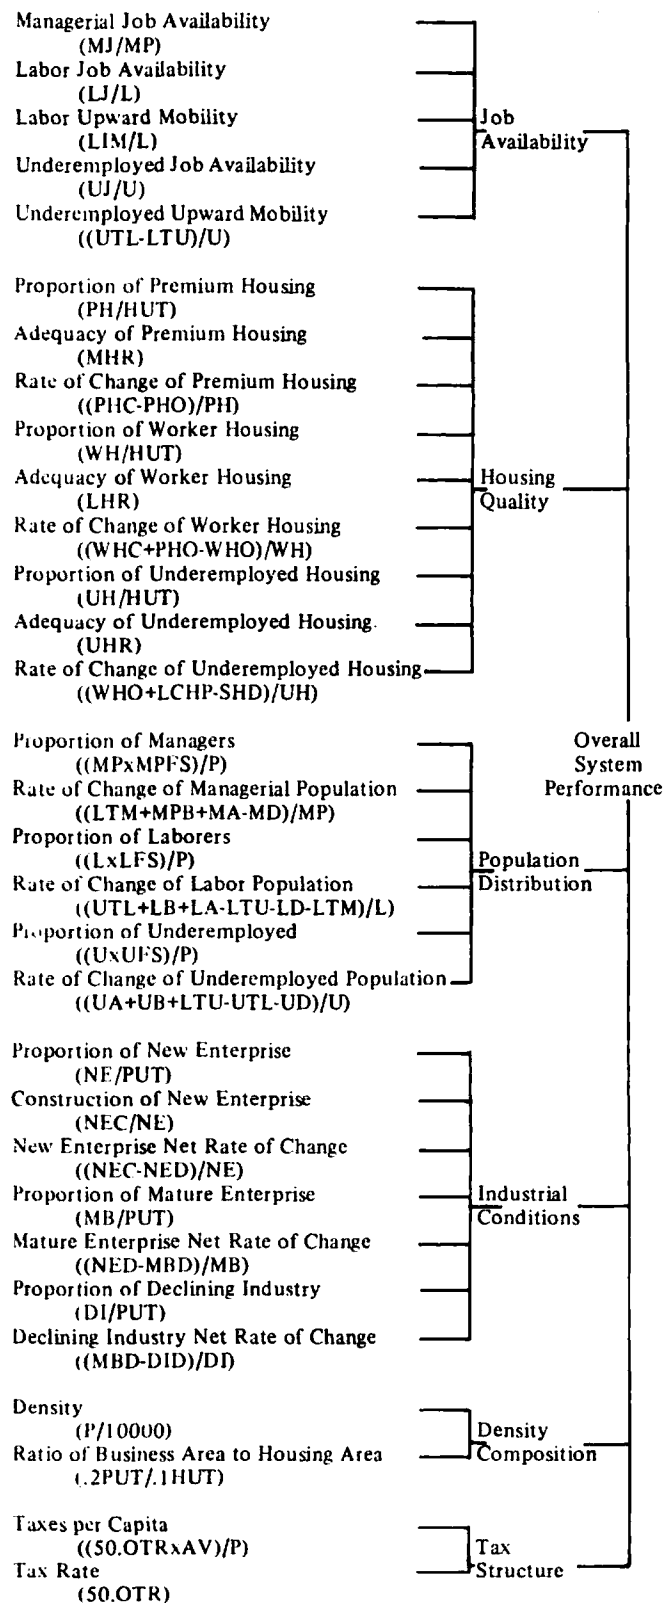 Managerial Job Availability
(MJ/MP)
Labor Job Availability
(LJ/L)
Labor Upward Mobility
(LIM/L)
Underemployed Job Availability
(UJ/U)
Underemployed Upward Mobility
((UTL-LTU)/U)
Job
Availability
Proportion of Premium Housing
(PH/HUT)
Adequacy of Premium Housing
(MHR)
Rate of Change of Premium Housing
((PHC-PHO)/PH)
Proportion of Worker Housing
(WH/HUT)
Adequacy of Worker Housing
(LHR)
Rate of Change of Worker Housing
((WHC+PHO-WHO)/WH)
Proportion of Underemployed Housing
(UH/HUT)
Adequacy of Underemployed Housing
(UHR)
Rate of Change of Underemployed Housing
((WHO+LCHP-SHD)/UH)
Housing
Quality
Proportion of Managers
((MPxMPFS)/P)
Rate of Change of Managerial Population
((LTM+MPB+MA-MD)/MP)
Proportion of Laborers
((LxLFS)/P)
Rate of Change of Labor Population
((UTL+LB+LA-LTU-LD-LTM)/L)
Proportion of Underemployed
((UxUFS)/P)
Rate of Change of Underemployed Population
((UA+UB+LTU-UTL-UD)/U)
Population
Distribution
Overall
System
Performance
Proportion of New Enterprise
(NE/PUT)
Construction of New Enterprise
(NEC/NE)
New Enterprise Net Rate of Change
((NEC-NED)/NE)
Proportion of Mature Enterprise
(MB/PUT)
Mature Enterprise Net Rate of Change
((NED-MBD)/MB)
Proportion of Declining Industry
(DI/PUT)
Declining Industry Net Rate of Change
((MBD-DID)/DI)
Industrial
Conditions
Density
(P/10000)
Ratio of Business Area to Housing Area
(.2PUT/.1HUT)
Density
Composition
Taxes per Capita
((50.OTRxAV)/P)
Tax Rate
(50.OTR)
Tax
Structure